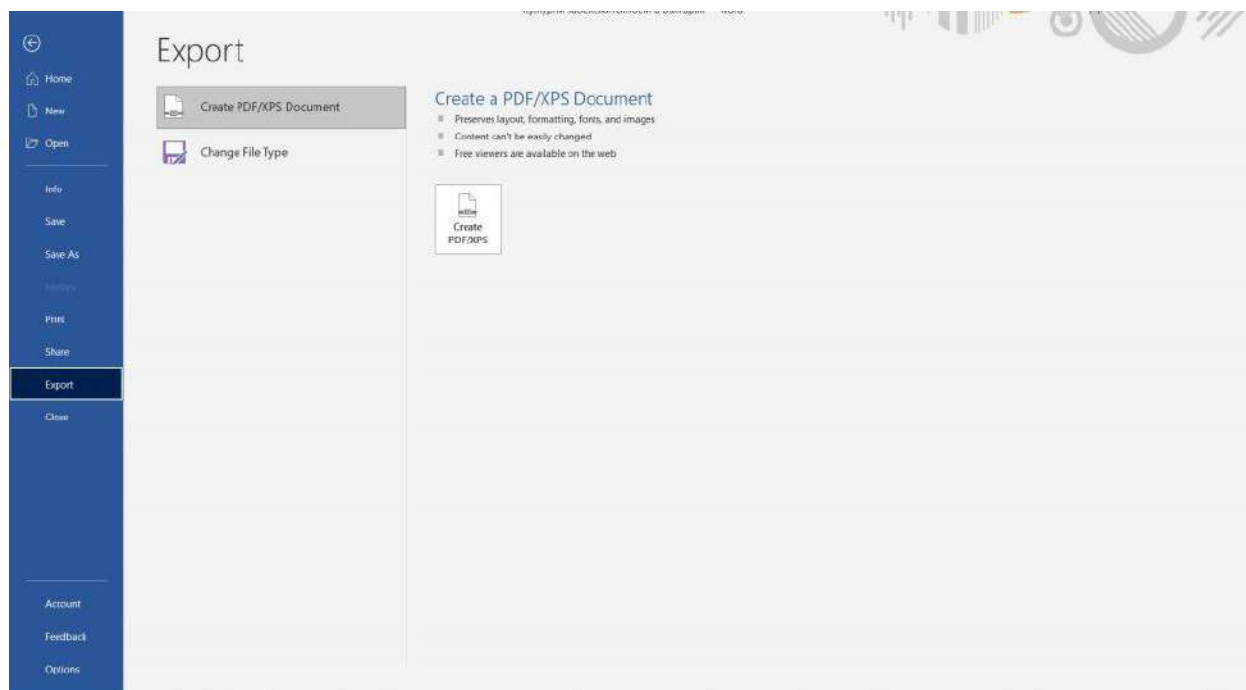 Export
Home
New
Open
Info
Save
Save As
Print
Share
Export
Close
Account
Feedback
Options
Create PDF/XPS Document
Change File Type
Create a PDF/XPS Document
Preserves layout, formatting, fonts, and images
Content can't be easily changed
Free viewers are available on the web
Create
PDF/XPS